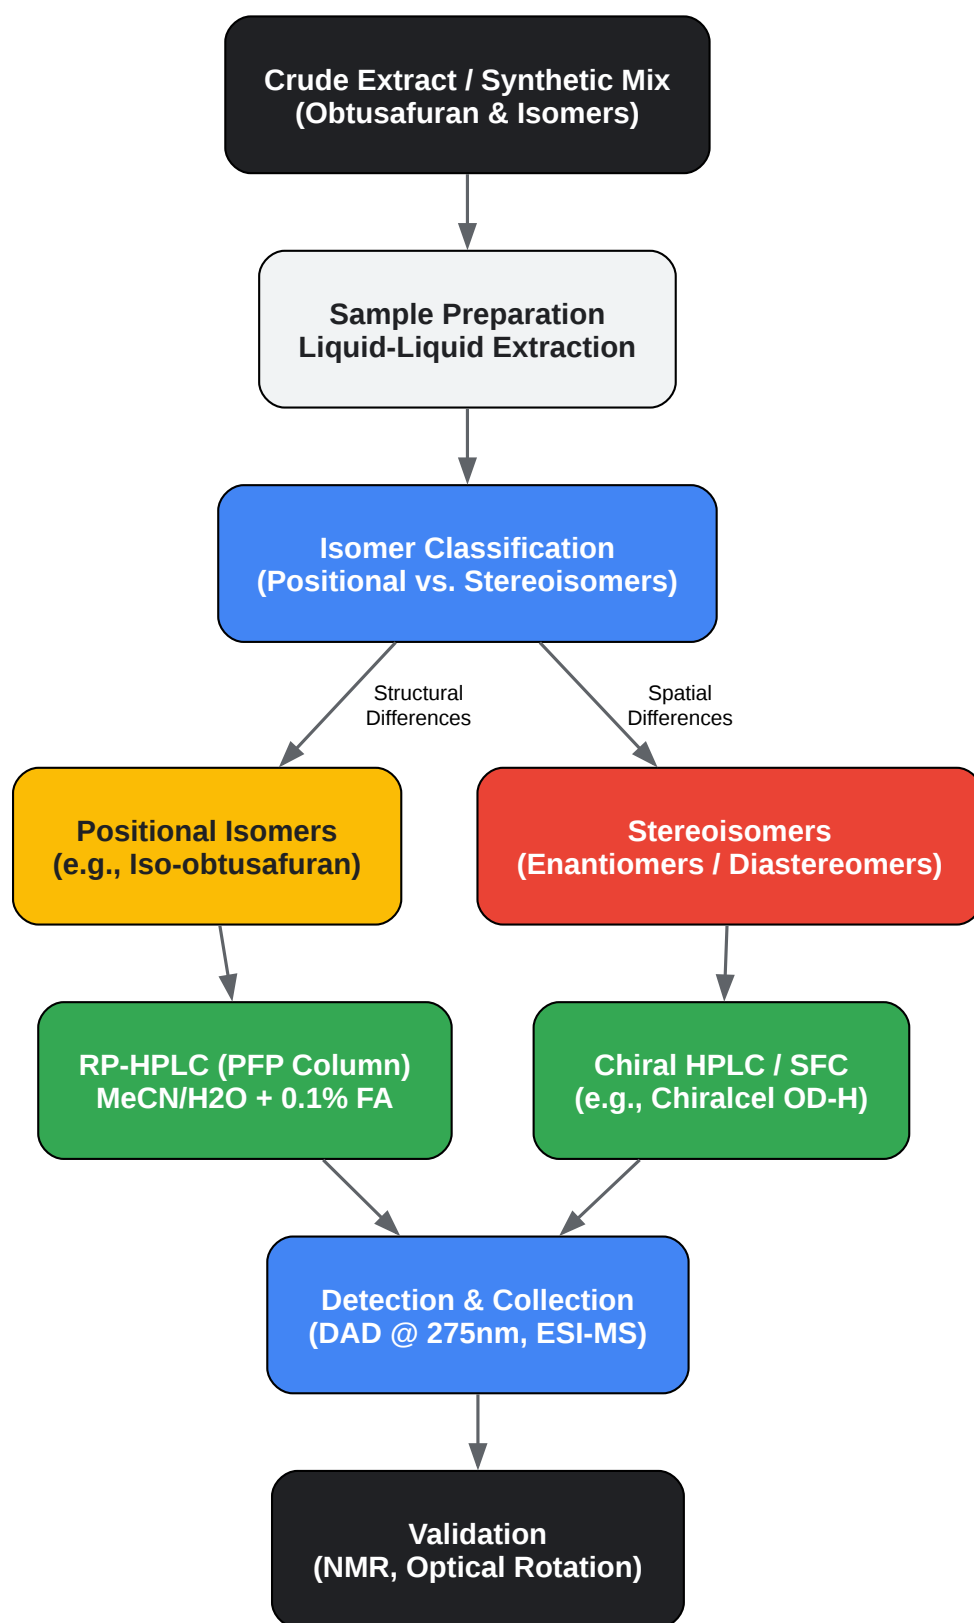 Crude Extract / Synthetic Mix
(Obtusafuran & Isomers)
Sample Preparation
Liquid-Liquid Extraction
Isomer Classification
(Positional vs. Stereoisomers)
Structural
Differences
Spatial
Differences
Positional Isomers
(e.g., Iso-obtusafuran)
Stereoisomers
(Enantiomers / Diastereomers)
RP-HPLC (PFP Column)
MeCN/H2O + 0.1% FA
Chiral HPLC / SFC
(e.g., Chiralcel OD-H)
Detection & Collection
(DAD @ 275nm, ESI-MS)
Validation
(NMR, Optical Rotation)